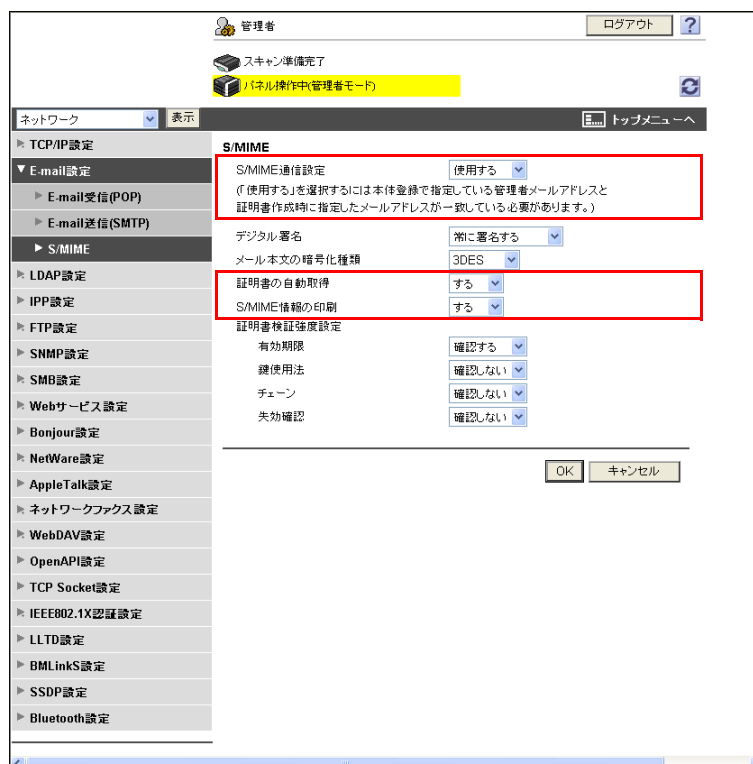 管理者
ログアウト
?
スキャン準備完了
パネル操作中(管理者モード)
ネットワーク
表示
トップメニューへ
TCP/IP設定
E-mail設定
E-mail受信(POP)
E-mail送信(SMTP)
S/MIME
LDAP設定
IPP設定
FTP設定
SNMP設定
SMB設定
Webサービス設定
Bonjour設定
NetWare設定
AppleTalk設定
ネットワークファクス設定
WebDAV設定
OpenAPI設定
TCP Socket設定
IEEE802.1X認証設定
LLTD設定
BMLinkS設定
SSDP設定
Bluetooth設定
S/MIME
S/MIME通信設定 使用する
(「使用する」を選択するには本体登録で指定している管理者メールアドレスと
証明書作成時に指定したメールアドレスが一致している必要があります。)
デジタル署名 常に署名する
メール本文の暗号化種類 3DES
証明書の自動取得 する
S/MIME情報の印刷 する
証明書検証強度設定
有効期限 確認する
鍵使用法 確認しない
チェーン 確認しない
失効確認 確認しない
OK キャンセル